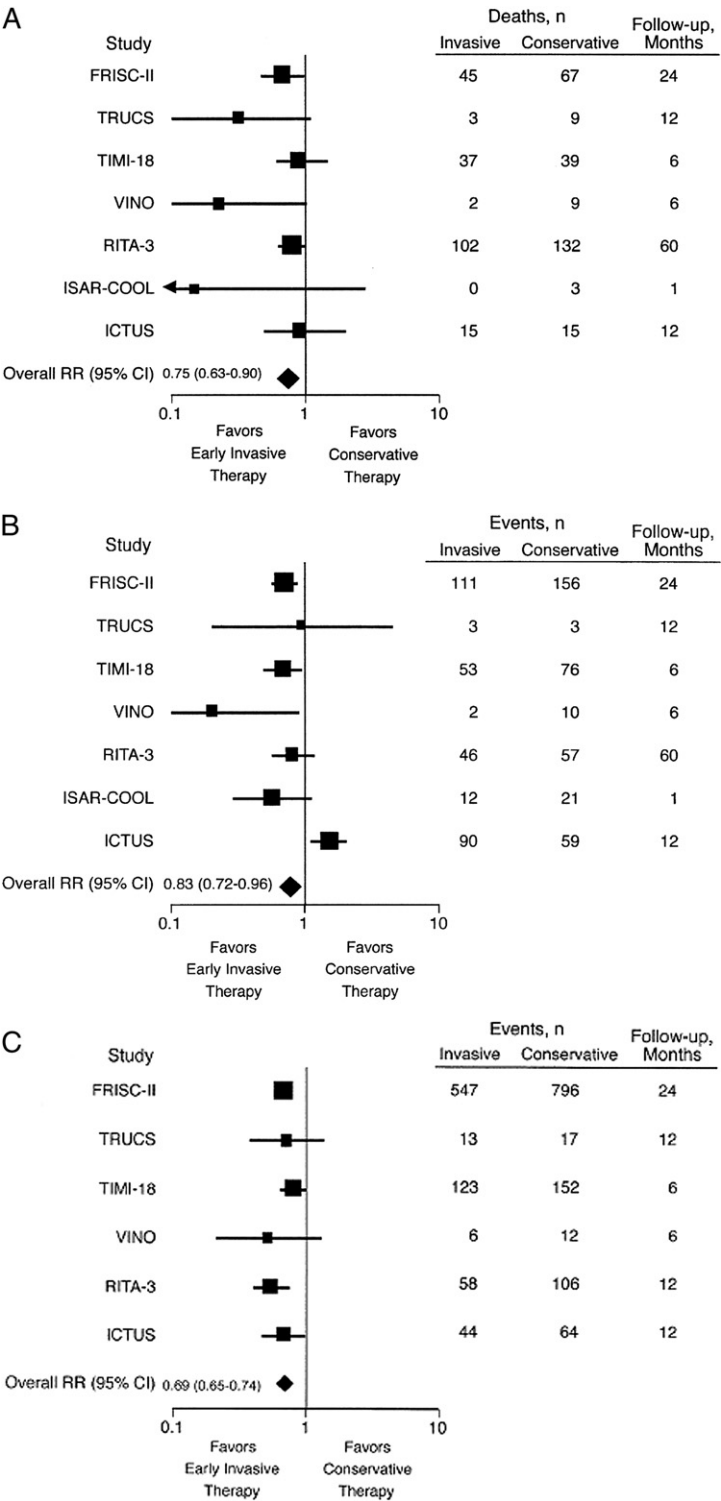 A
Deaths, n Follow-up,
Study Invasive Conservative Months
FRISC-II 45 67 24
TRUCS 3 9 12
TIMI-18 37 39 6
VINO 2 9 6
RITA-3 102 132 60
ISAR-COOL 0 3 1
ICTUS 15 15 12
Overall RR (95% CI) 0.75 (0.63-0.90)
0.1 1 10
Favors Favors
Early Invasive Conservative
Therapy Therapy
B
Events, n Follow-up,
Study Invasive Conservative Months
FRISC-II 111 156 24
TRUCS 3 3 12
TIMI-18 53 76 6
VINO 2 10 6
RITA-3 46 57 60
ISAR-COOL 12 21 1
ICTUS 90 59 12
Overall RR (95% CI) 0.83 (0.72-0.96)
0.1 1 10
Favors Favors
Early Invasive Conservative
Therapy Therapy
C
Events, n Follow-up,
Study Invasive Conservative Months
FRISC-II 547 796 24
TRUCS 13 17 12
TIMI-18 123 152 6
VINO 6 12 6
RITA-3 58 106 12
ICTUS 44 64 12
Overall RR (95% CI) 0.69 (0.65-0.74)
0.1 1 10
Favors Favors
Early Invasive Conservative
Therapy Therapy